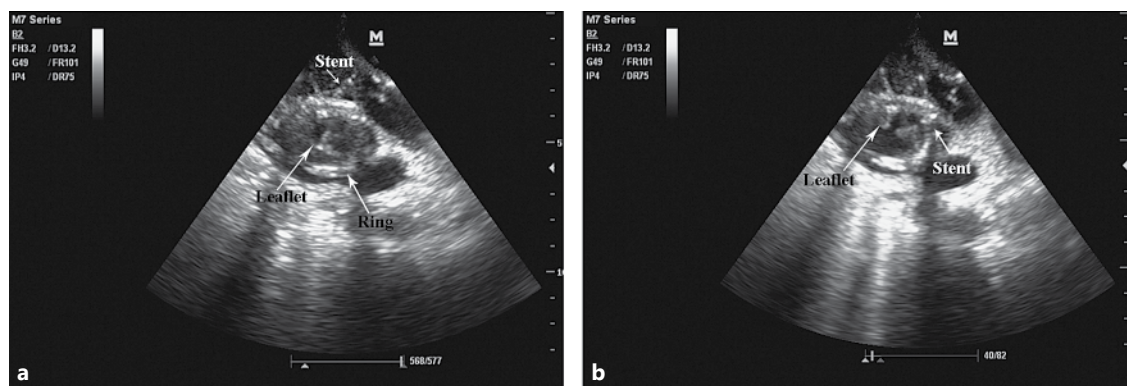 M7 Series
B2
FH3.2 / D13.2
G49 / FR101
IP4 / DR75
M
Stent
5
Leaflet
Ring
10
568/577
a
M7 Series
B2
FH3.2 / D13.2
G49 / FR101
IP4 / DR75
M
Leaflet
Stent
40/82
b